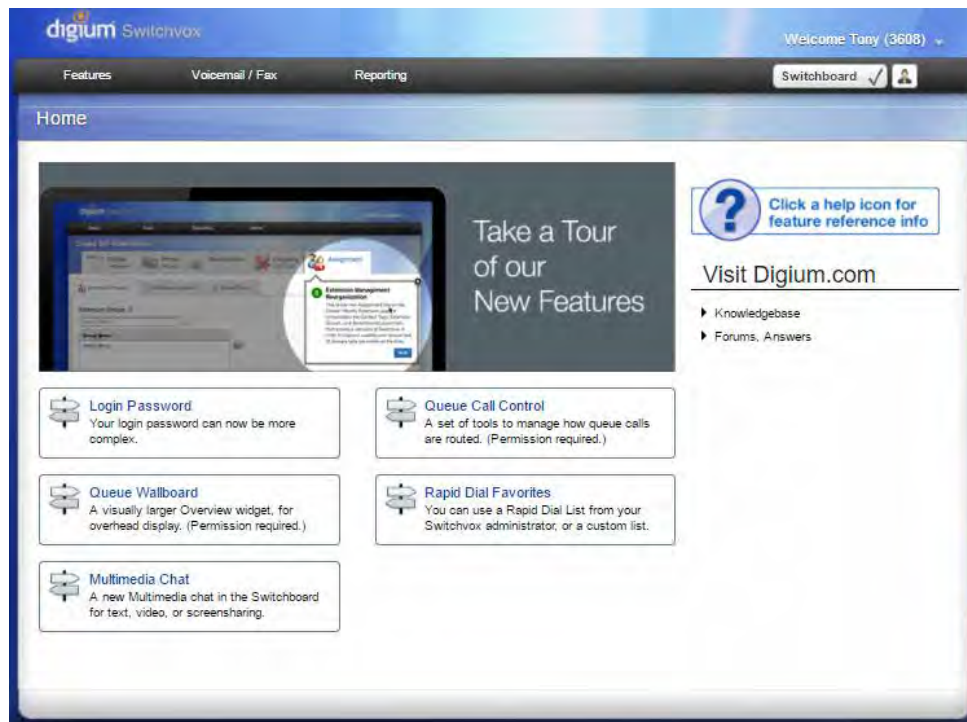 digium Switchvox
Welcome Tony (3608)
Features Voicemail / Fax Reporting Switchboard
Home
Take a Tour
of our
New Features
Assignment
Extension Management
Reorganization
Click a help icon for
feature reference info
Visit Digium.com
Knowledgebase
Forums, Answers
Login Password
Your login password can now be more
complex.
Queue Call Control
A set of tools to manage how queue calls
are routed. (Permission required.)
Queue Wallboard
A visually larger Overview widget, for
overhead display. (Permission required.)
Rapid Dial Favorites
You can use a Rapid Dial List from your
Switchvox administrator, or a custom list.
Multimedia Chat
A new Multimedia chat in the Switchboard
for text, video, or screensharing.